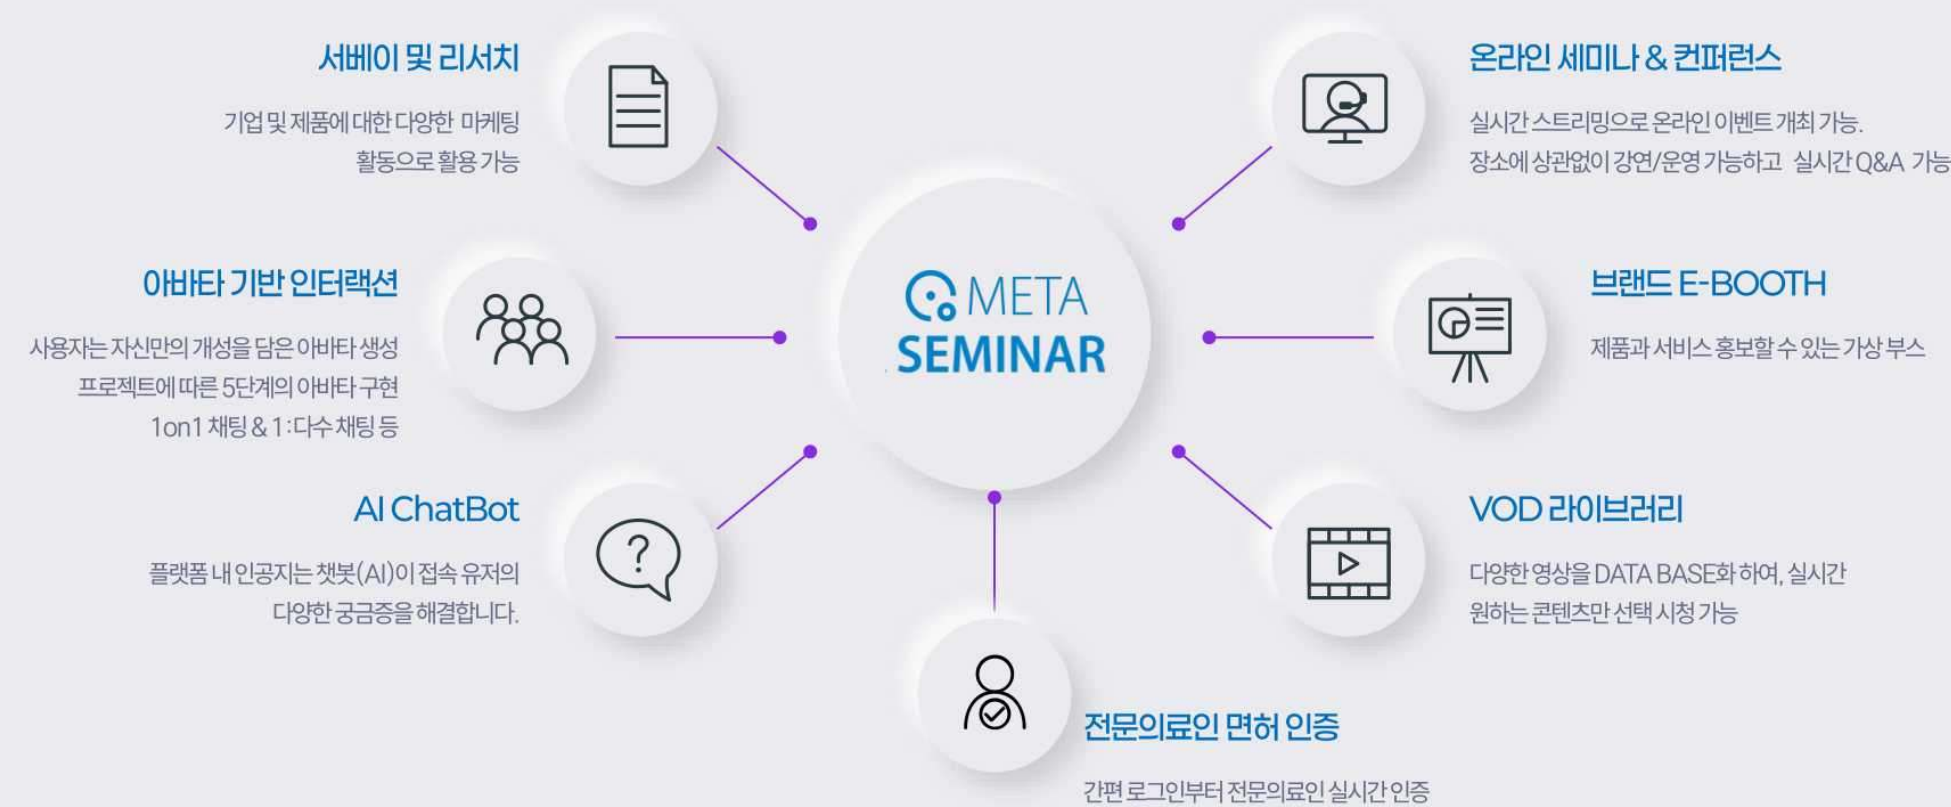 서베이 및 리서치
기업 및 제품에 대한 다양한 마케팅
활동으로 활용 가능
아바타 기반 인터랙션
사용자는 자신만의 개성을 담은 아바타 생성
프로젝트에 따른 5단계의 아바타 구현
1on1 채팅 & 1:다수 채팅 등
AI ChatBot
플랫폼 내 인공지는 챗봇(AI)이 접속 유저의
다양한 궁금증을 해결합니다.
META
SEMINAR
온라인 세미나 & 컨퍼런스
실시간 스트리밍으로 온라인 이벤트 개최 가능.
장소에 상관없이 강연/운영 가능하고 실시간 Q&A 가능
브랜드 E-BOOTH
제품과 서비스 홍보할 수 있는 가상 부스
VOD 라이브러리
다양한 영상을 DATA BASE화 하여, 실시간
원하는 콘텐츠만 선택 시청 가능
전문의료인 면허 인증
간편 로그인부터 전문의료인 실시간 인증